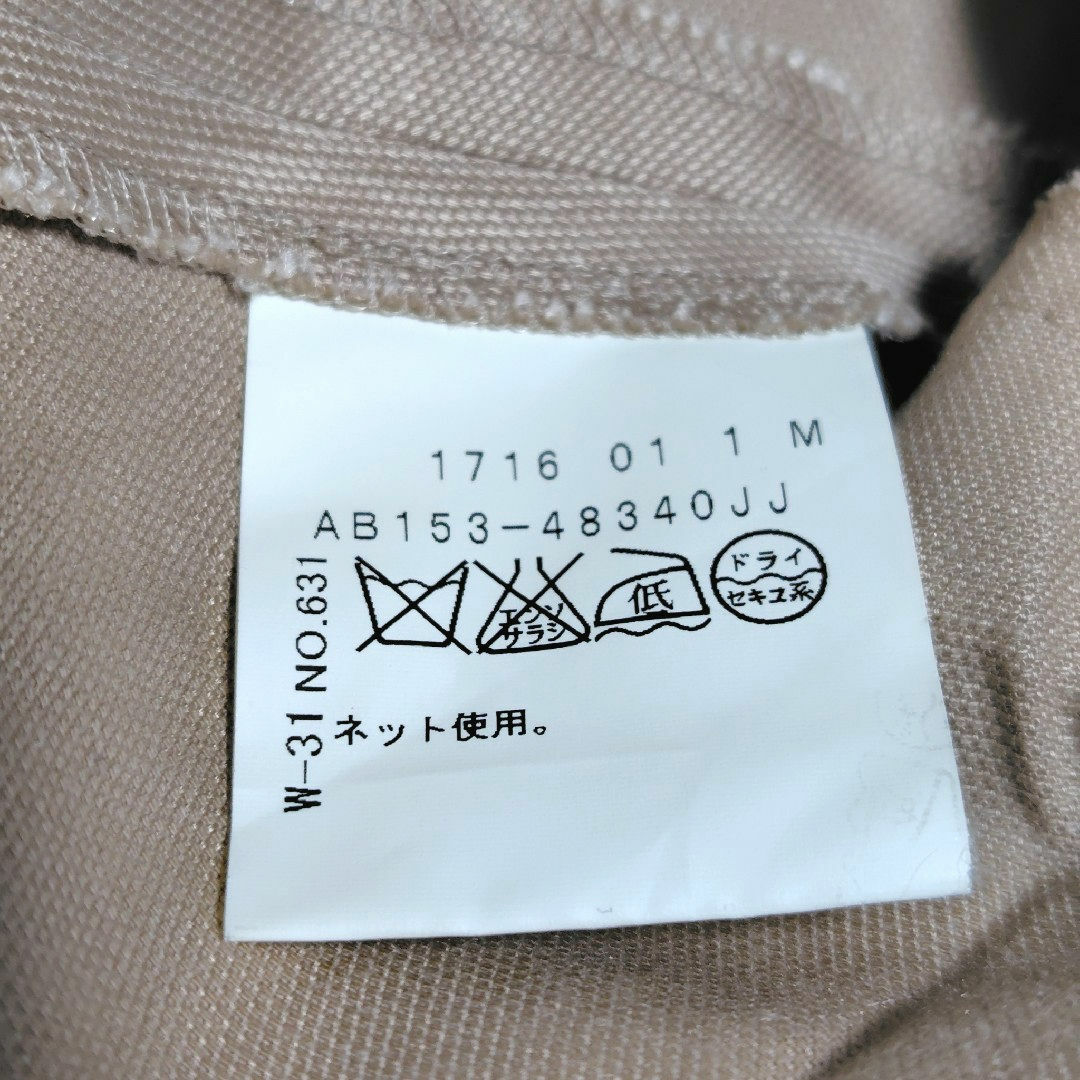 1716 01 1 M
AB153-48340JJ
エンソ
サラシ
低
ドライ
セキユ系
ネット使用。
W-31 NO.631